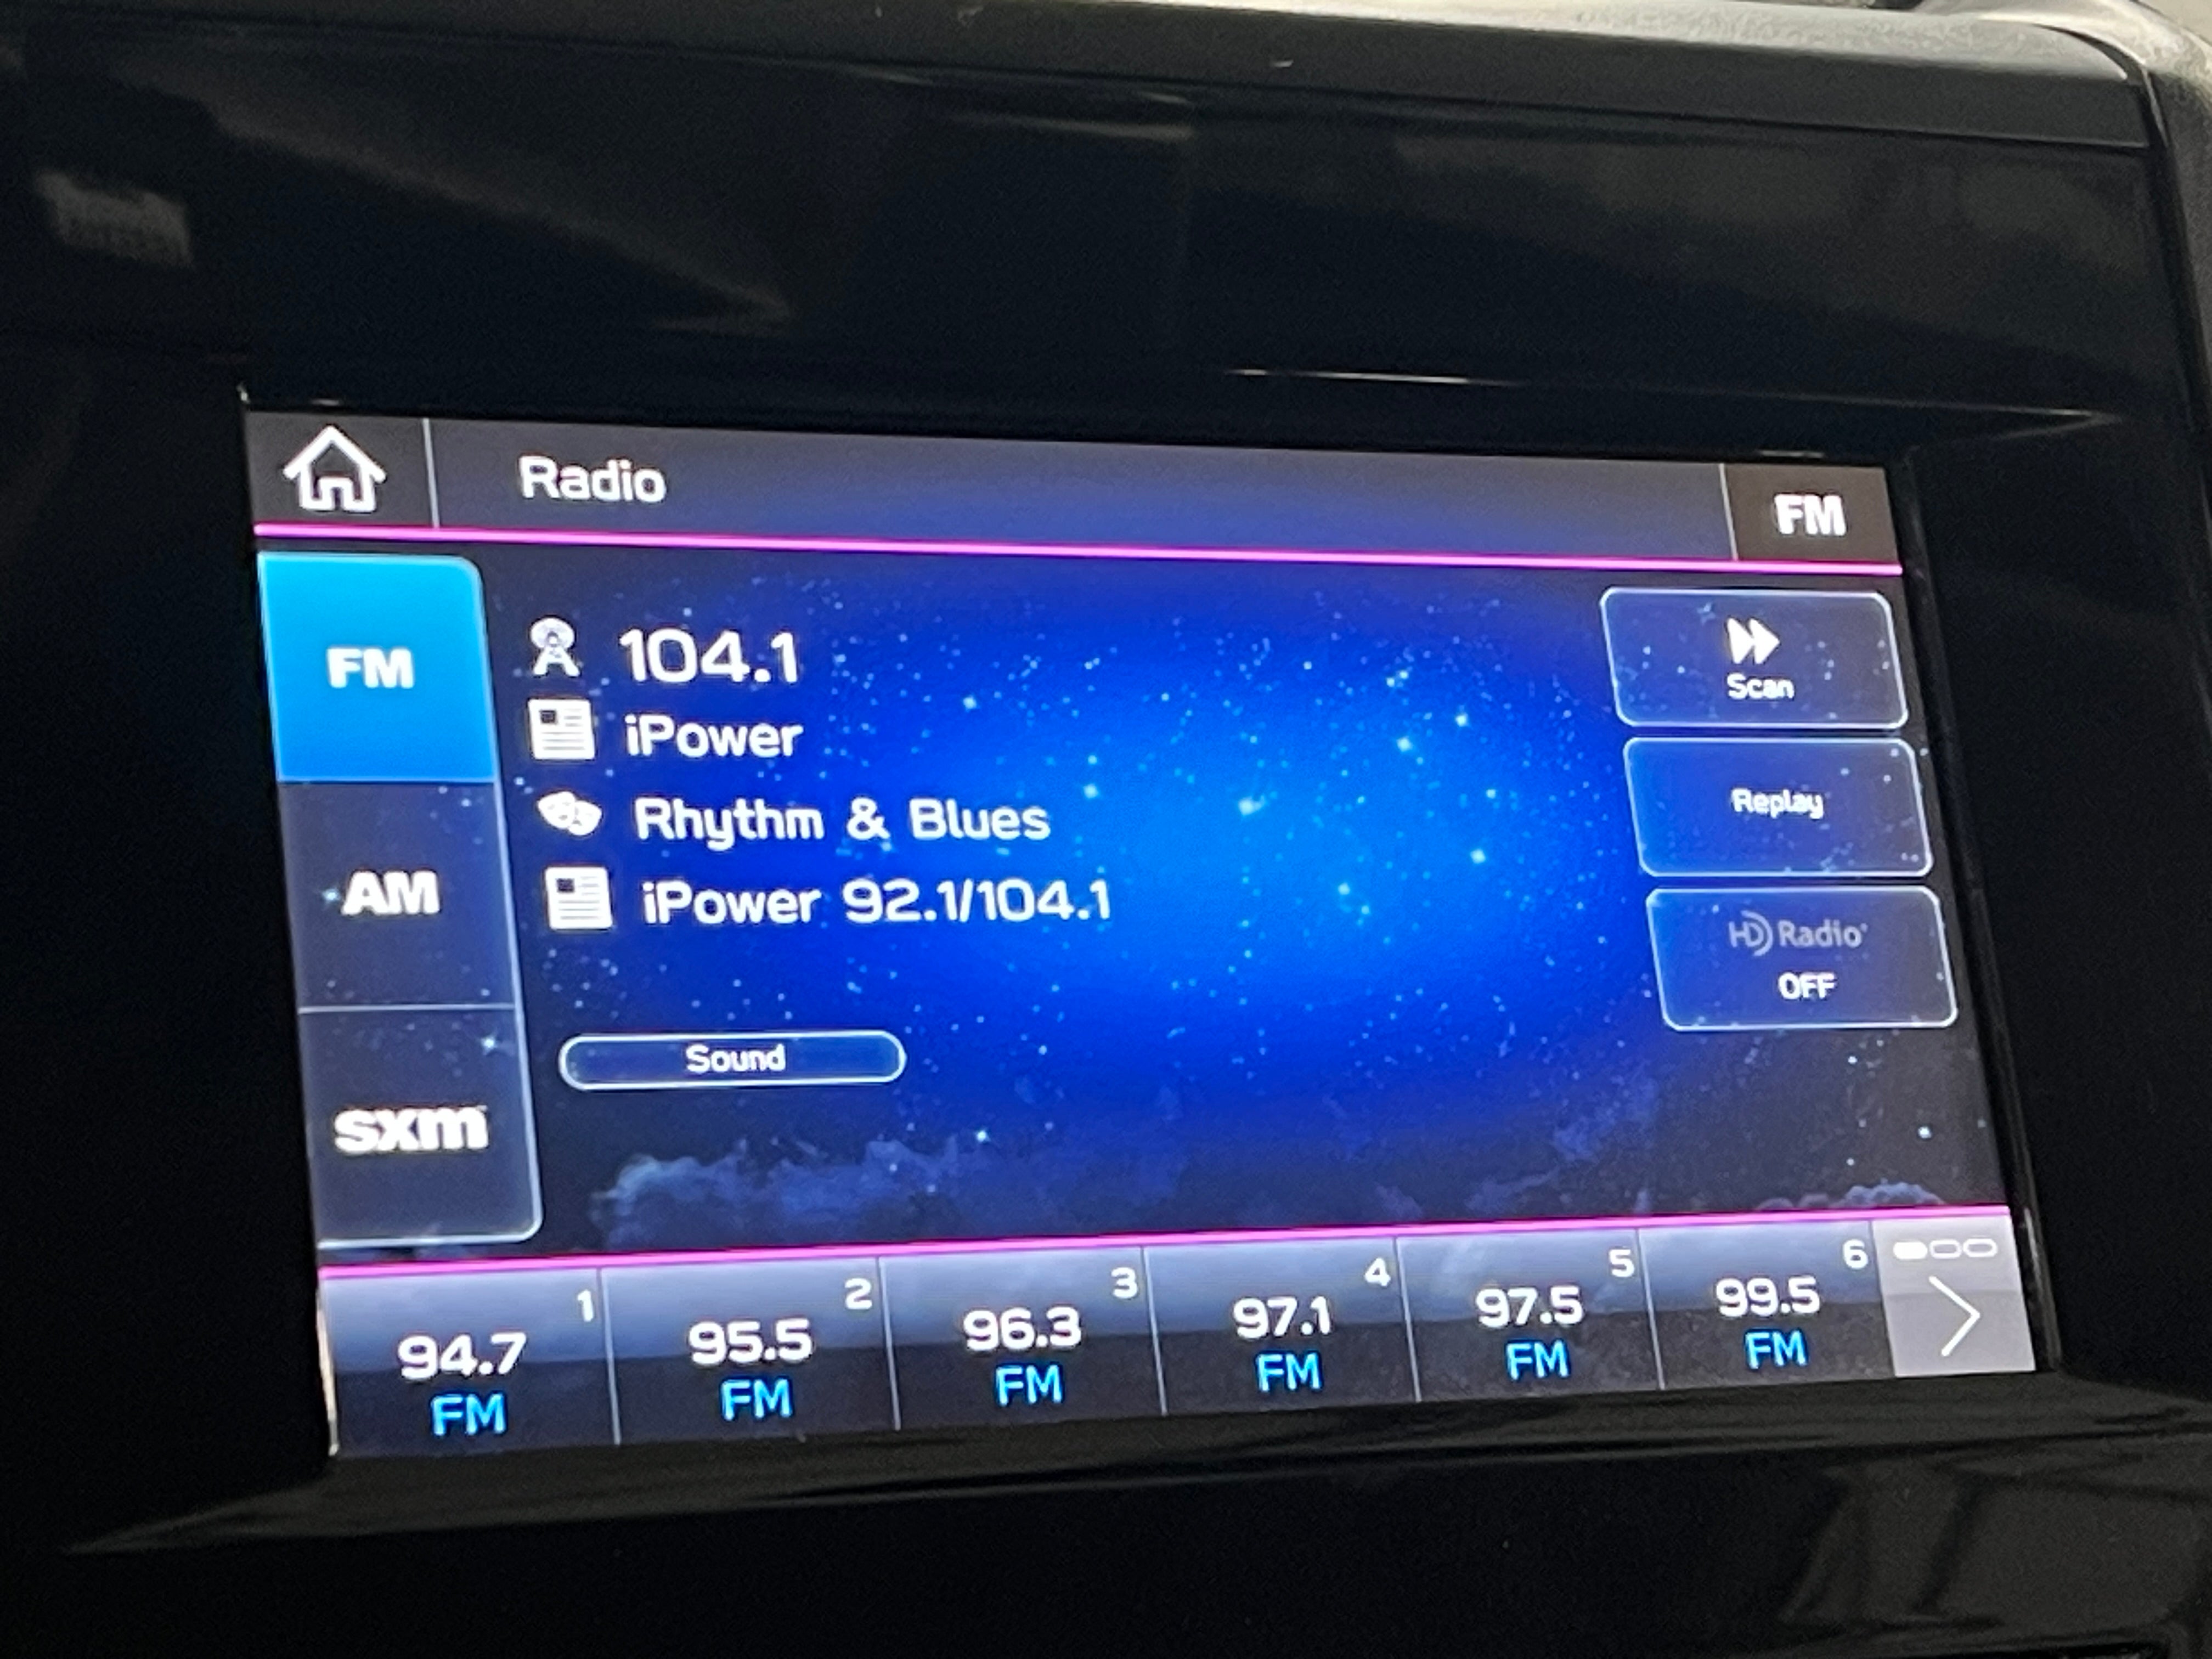 Radio
FM
FM
104.1
Scan
iPower
Replay
Rhythm & Blues
AM
iPower 92.1/104.1
HD Radio
OFF
Sound
sxm
1
94.7
FM
2
95.5
FM
3
96.3
FM
4
97.1
FM
5
97.5
FM
6
99.5
FM